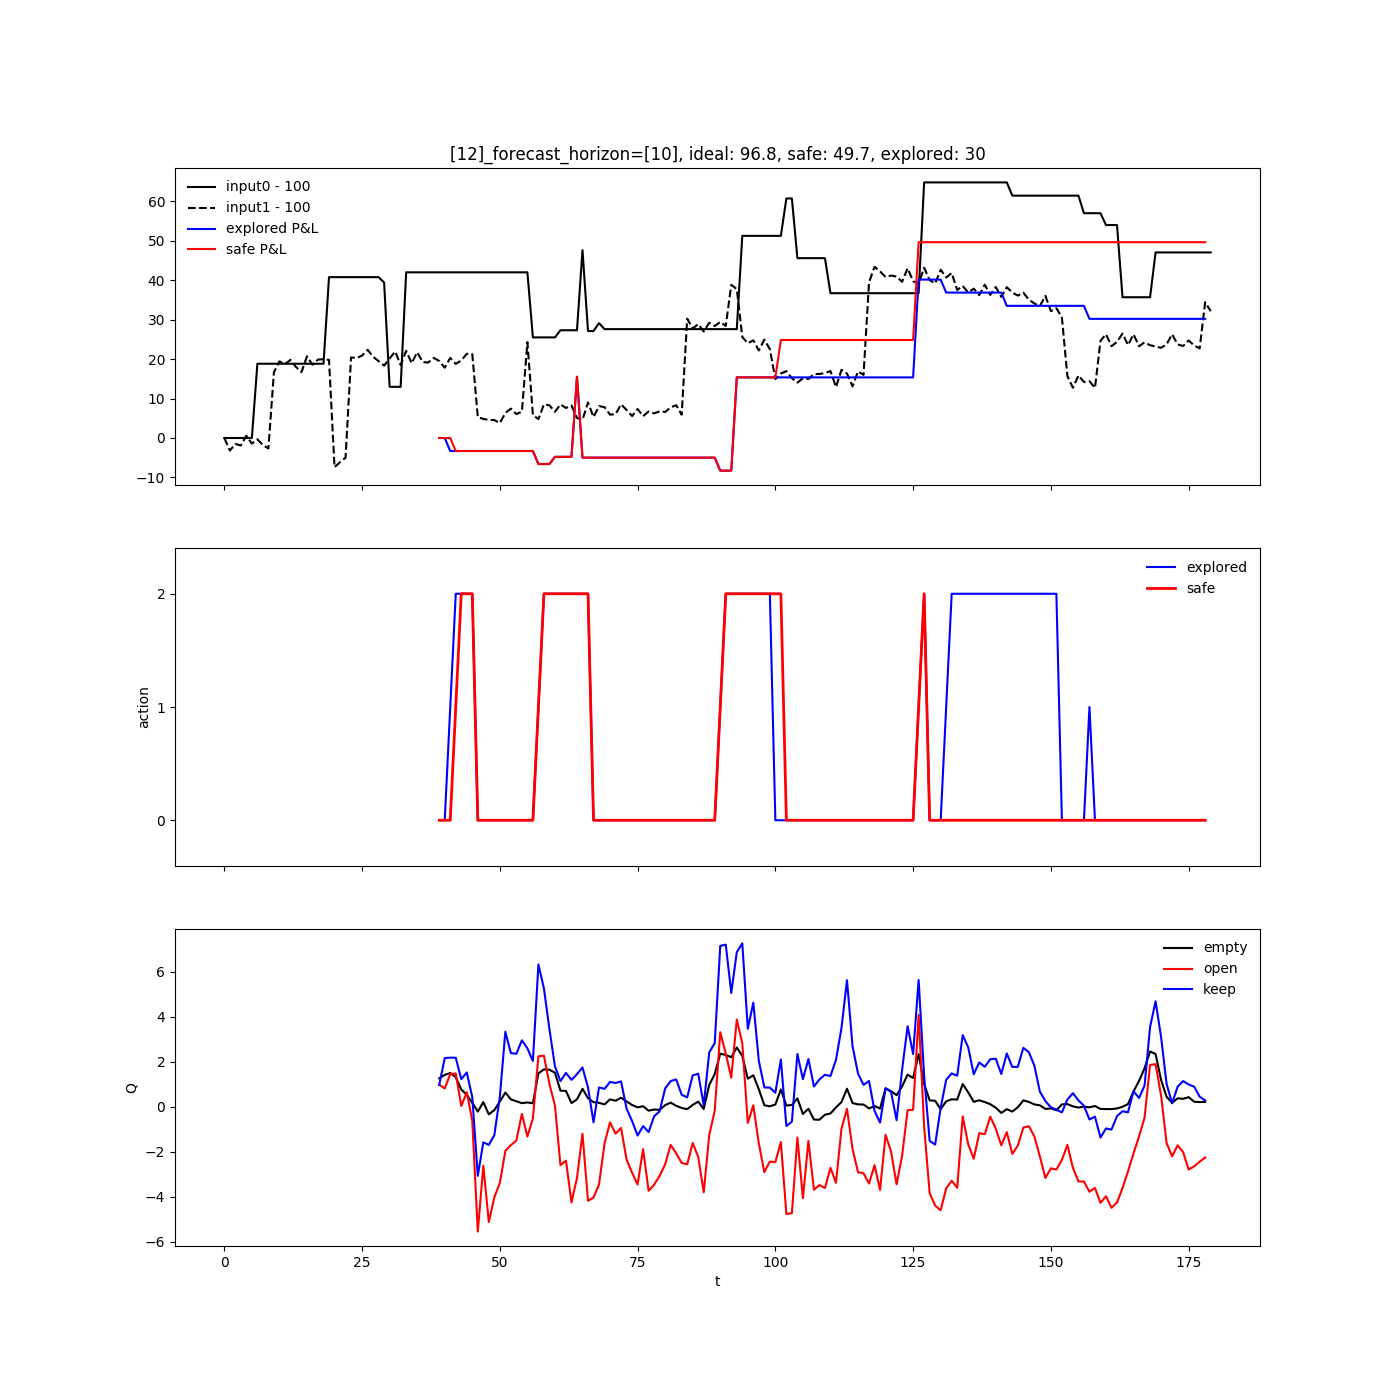 [12]_forecast_horizon=[10], ideal: 96.8, safe: 49.7, explored: 30
input0 - 100
input1 - 100
explored P&L
safe P&L
60
50
40
30
20
10
0
−10
explored
safe
2
1
0
action
empty
open
keep
6
4
2
0
−2
−4
−6
Q
0 25 50 75 100 125 150 175
t